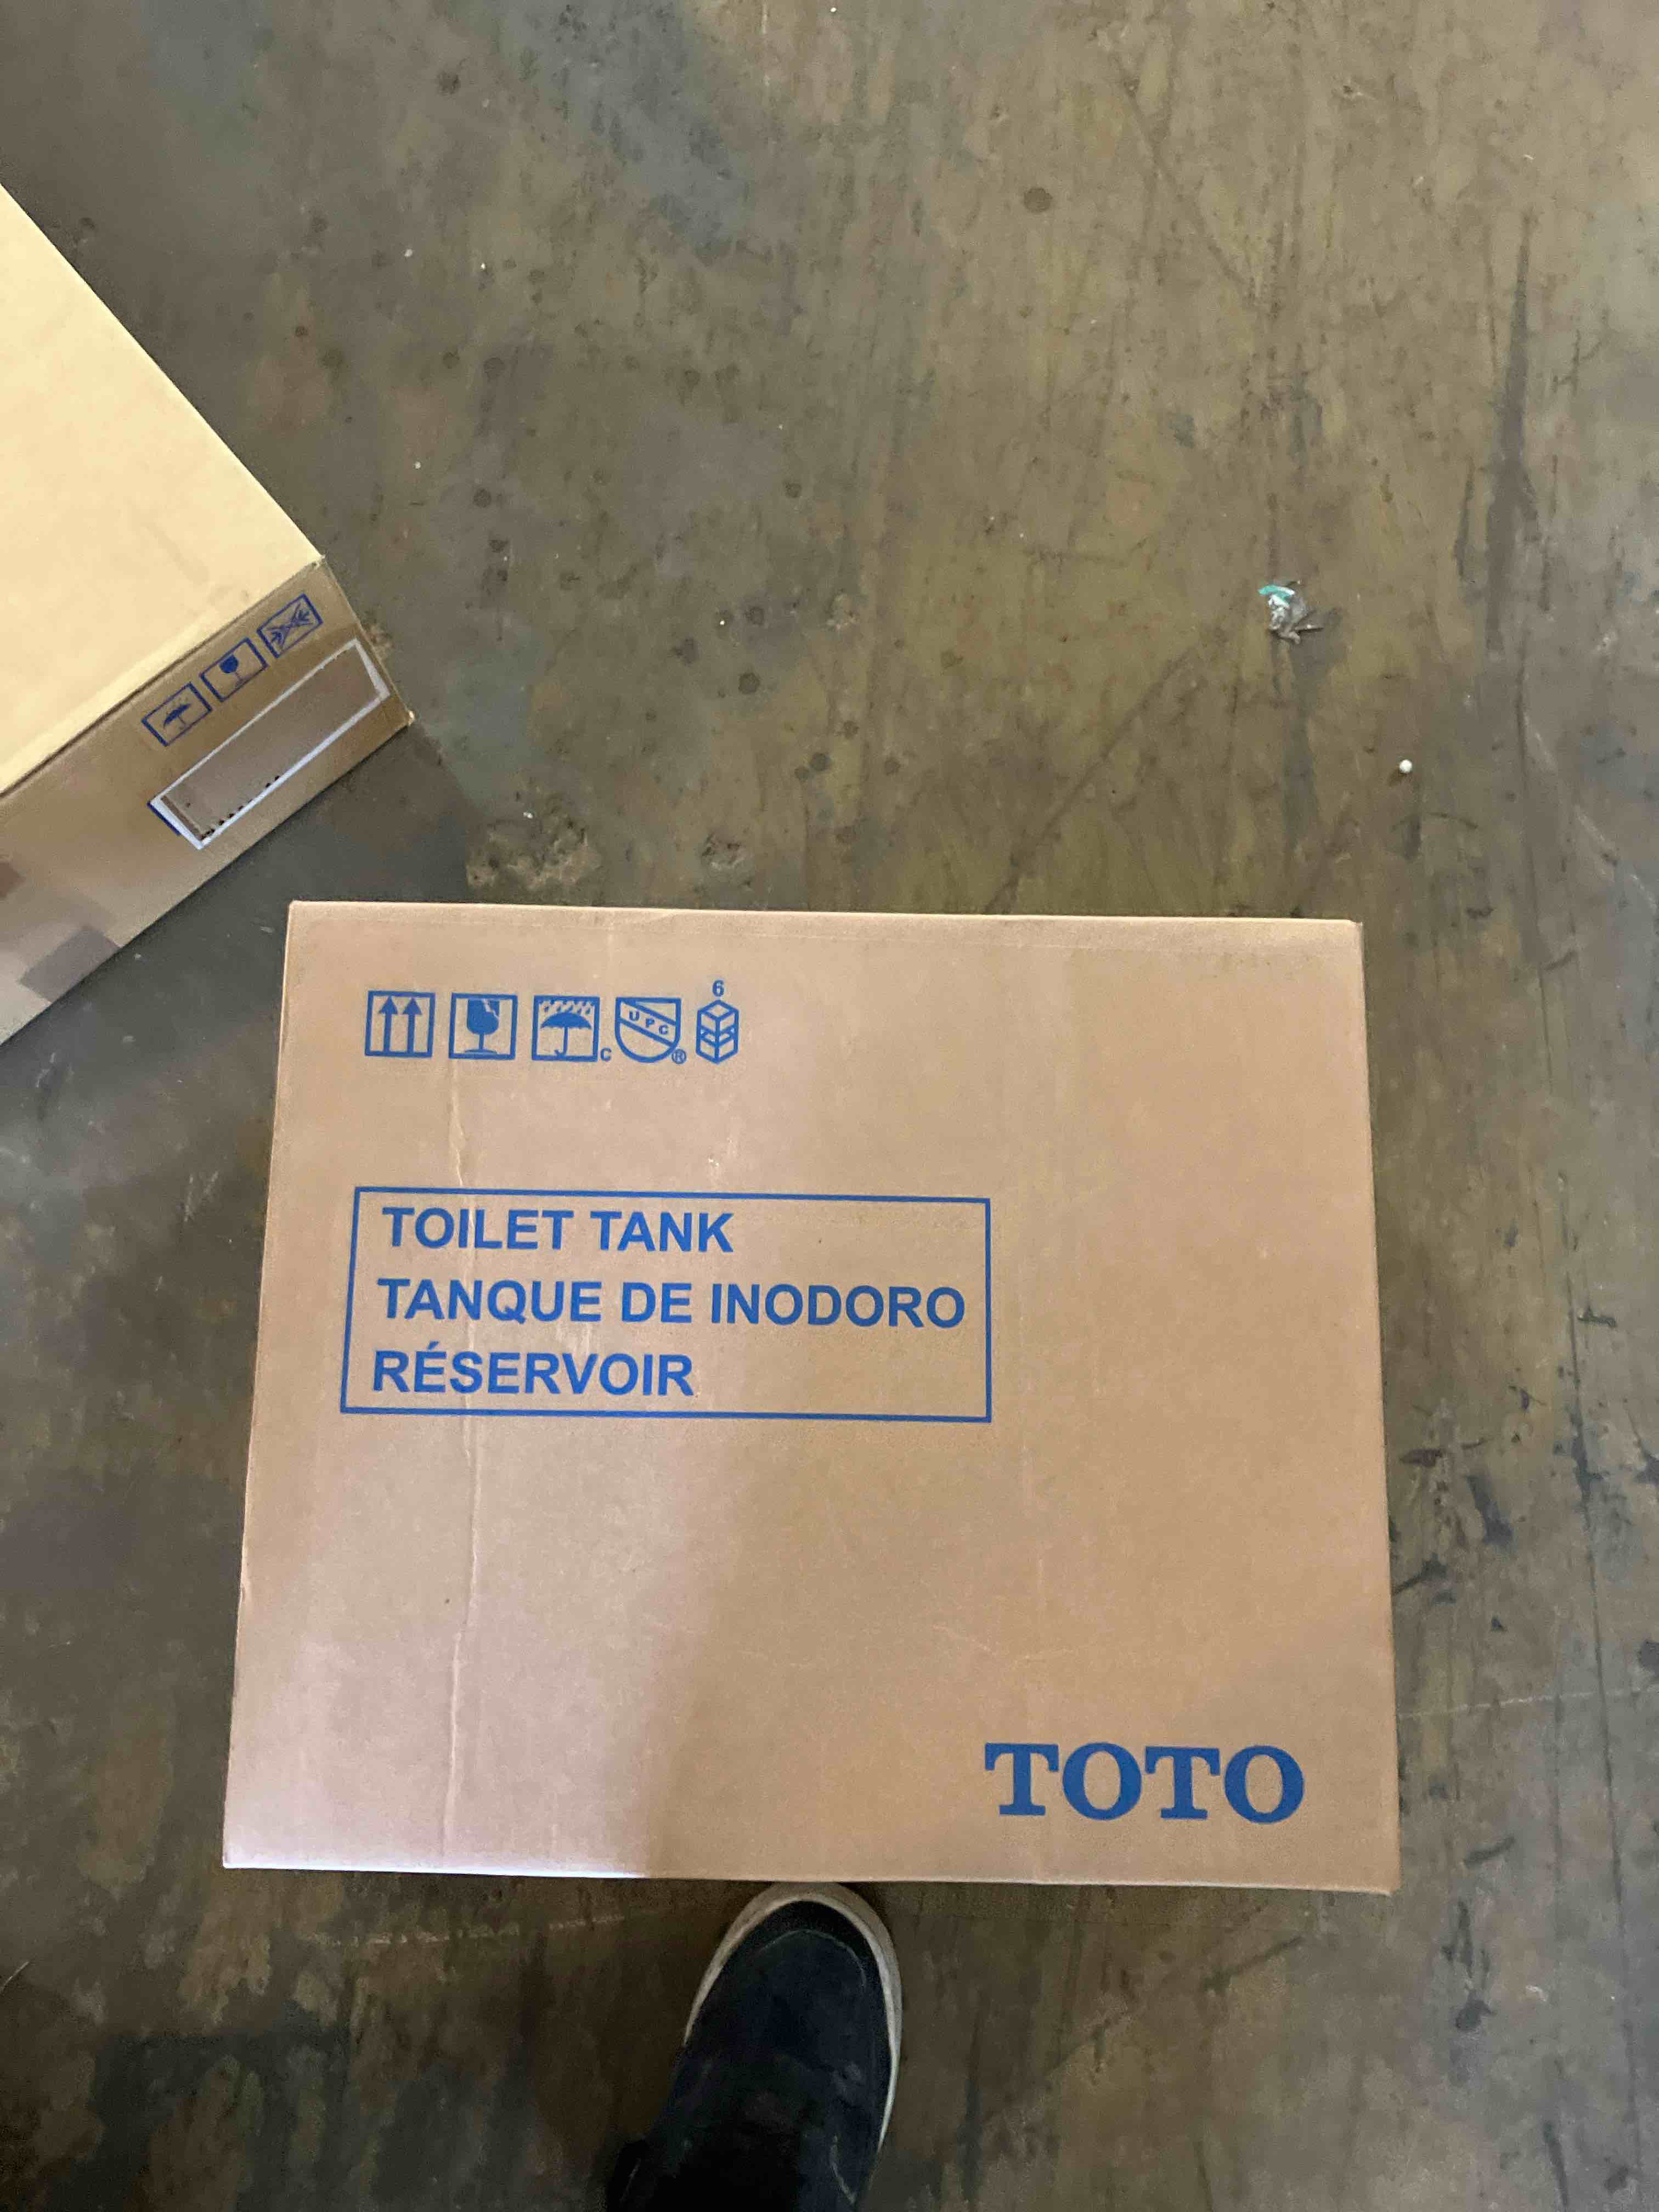 6
C UPC ®
TOILET TANK
TANQUE DE INODORO
RÉSERVOIR
TOTO